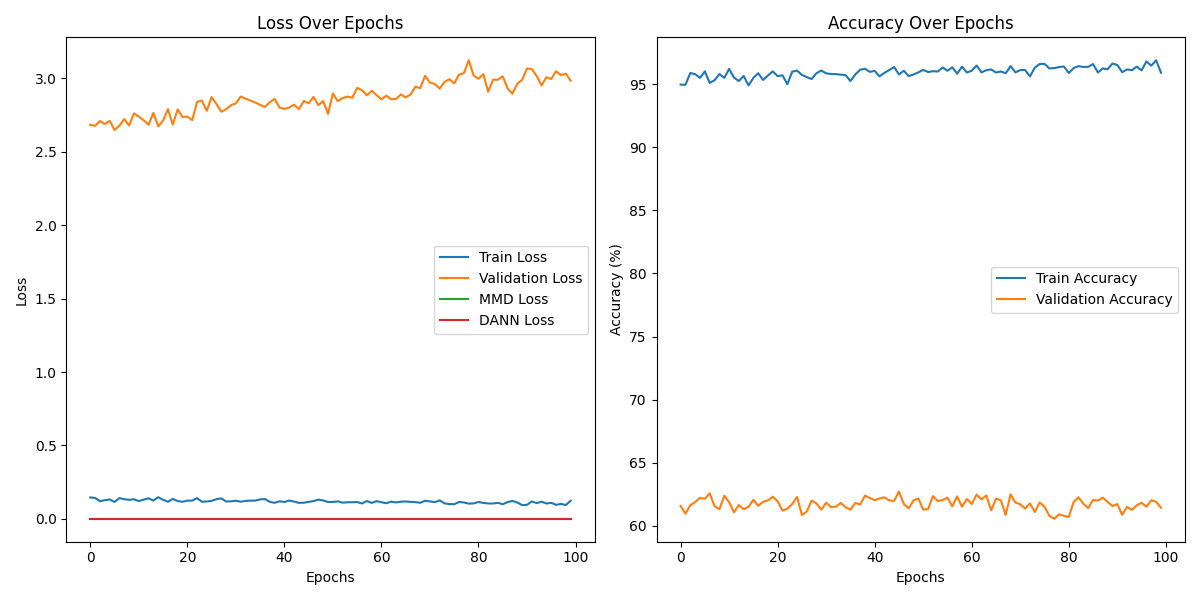 Loss Over Epochs
3.0
2.5
2.0
1.5
1.0
0.5
0.0
Loss
0 20 40 60 80 100
Epochs
Train Loss
Validation Loss
MMD Loss
DANN Loss
Accuracy Over Epochs
95
90
85
80
75
70
65
60
Accuracy (%)
0 20 40 60 80 100
Epochs
Train Accuracy
Validation Accuracy